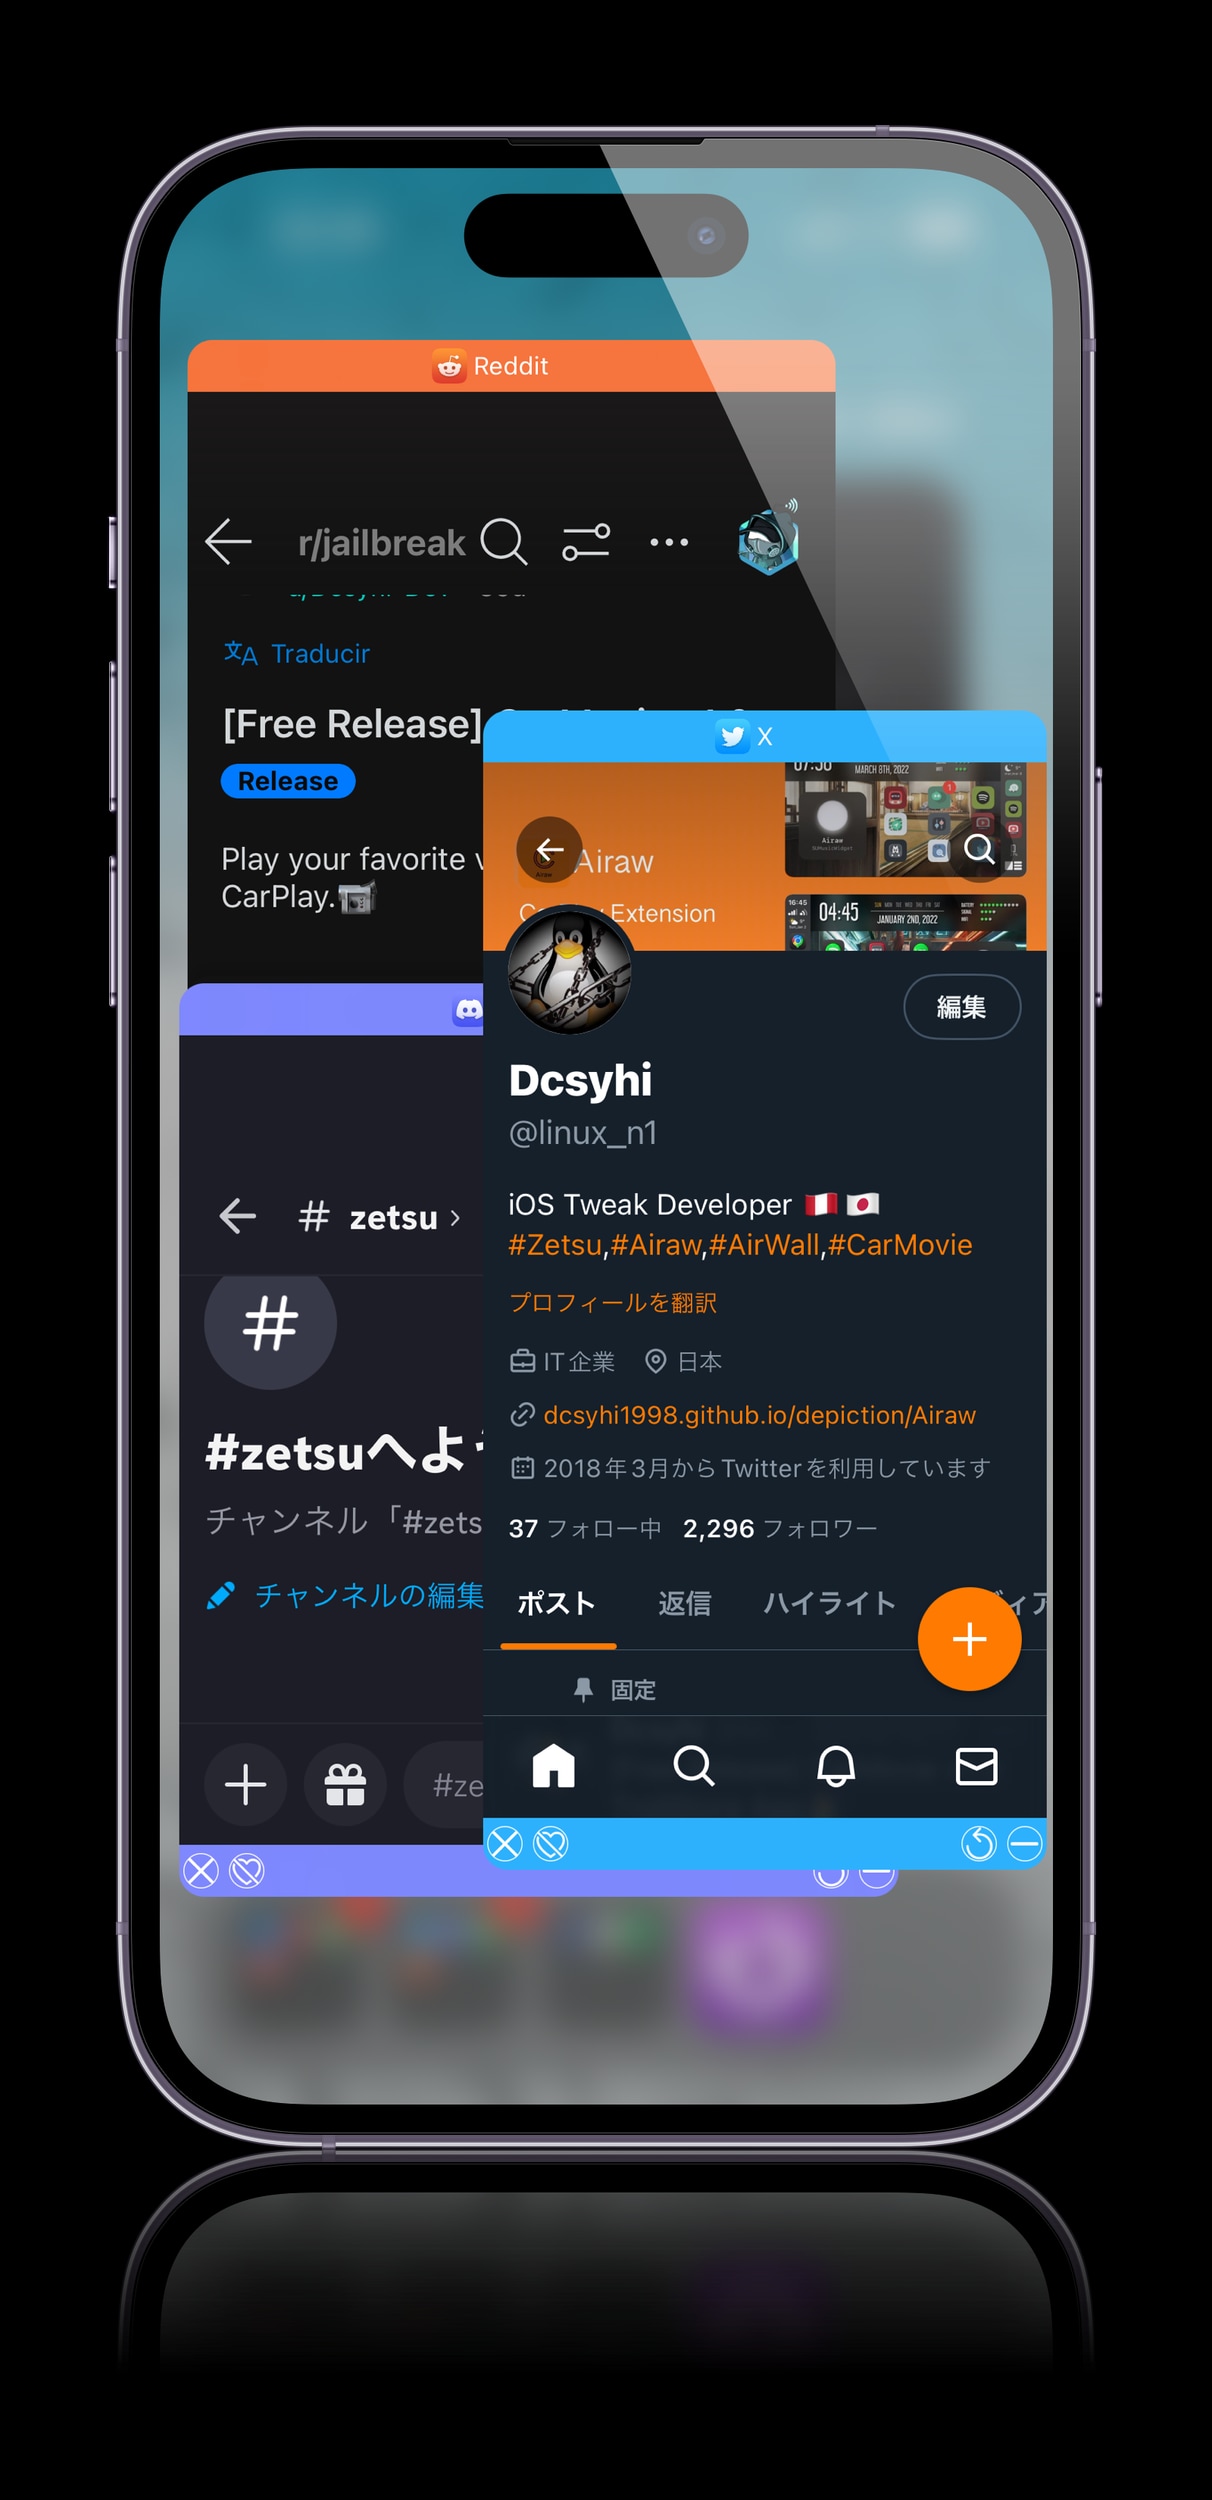 Reddit
r/jailbreak
Traducir
[Free Release]
Release
Play your favorite
CarPlay.
X
MARCH 8TH, 2022
Airaw
Airaw
Extension
16:45
04:45
JANUARY 2ND, 2022
編集
Dcsyhi
@linux_n1
iOS Tweak Developer
#Zetsu,#Airaw,#AirWall,#CarMovie
プロフィールを翻訳
IT企業 日本
dcsyhi1998.github.io/depiction/Airaw
2018年3月からTwitterを利用しています
37 フォロー中 2,296 フォロワー
ポスト 返信 ハイライト
固定
# zetsu
#
#zetsuへよ
チャンネル「#zets
チャンネルの編集
#ze